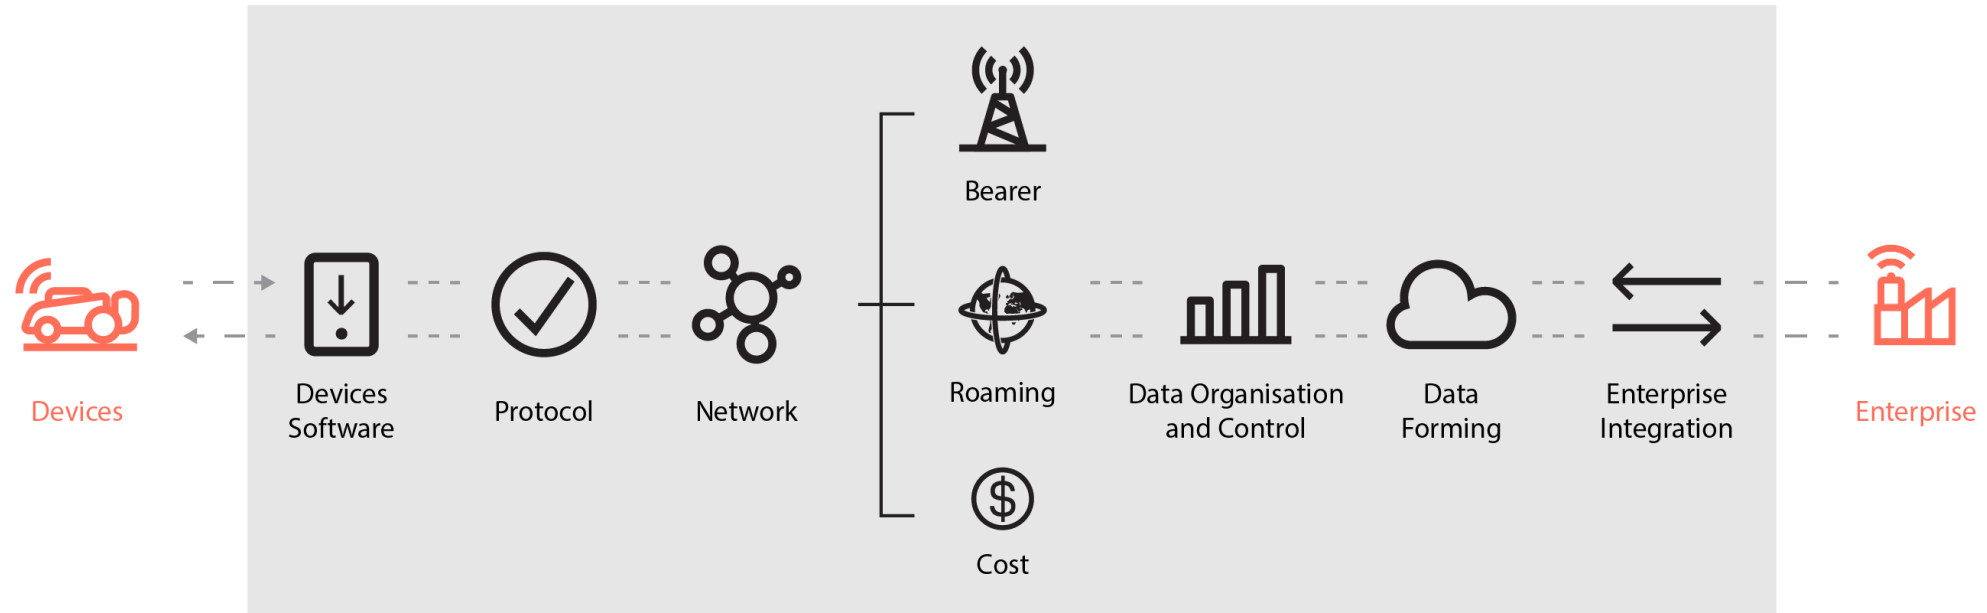 Devices
Devices
Software
Protocol
Network
Bearer
Roaming
$
Cost
Data Organisation
and Control
Data
Forming
Enterprise
Integration
Enterprise